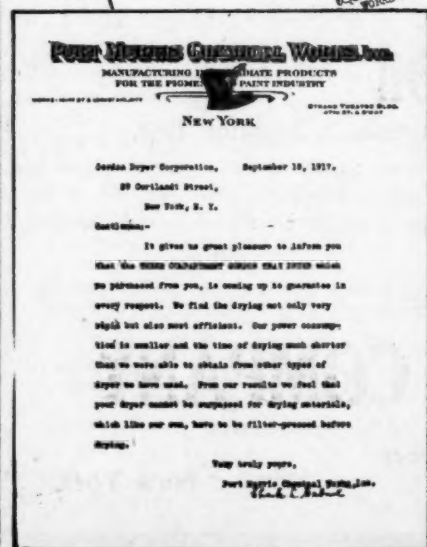 PORT MORRIS CHEMICAL WORKS, INC.
MANUFACTURING DIATE PRODUCTS
FOR THE PIGME PAINT INDUSTRY
STRAND THEATRE BLDG.
NEW YORK
Gordon Dryer Corporation, September 18, 1917.
39 Cortlandt Street,
New York, N. Y.
Gentlemen:-
It gives us great pleasure to inform you
that the THREE COMPARTMENT GORDON TRAY DRYER which
we purchased from you, is coming up to guarantee in
every respect. We find the drying not only very
rapid but also most efficient. Our power consump-
tion is smaller and the time of drying much shorter
than we were able to obtain from other types of
dryer we have used. From our results we feel that
your dryer cannot be surpassed for drying materials,
which like our own, have to be filter-pressed before
drying.
Very truly yours,
Port Morris Chemical Works, Inc.